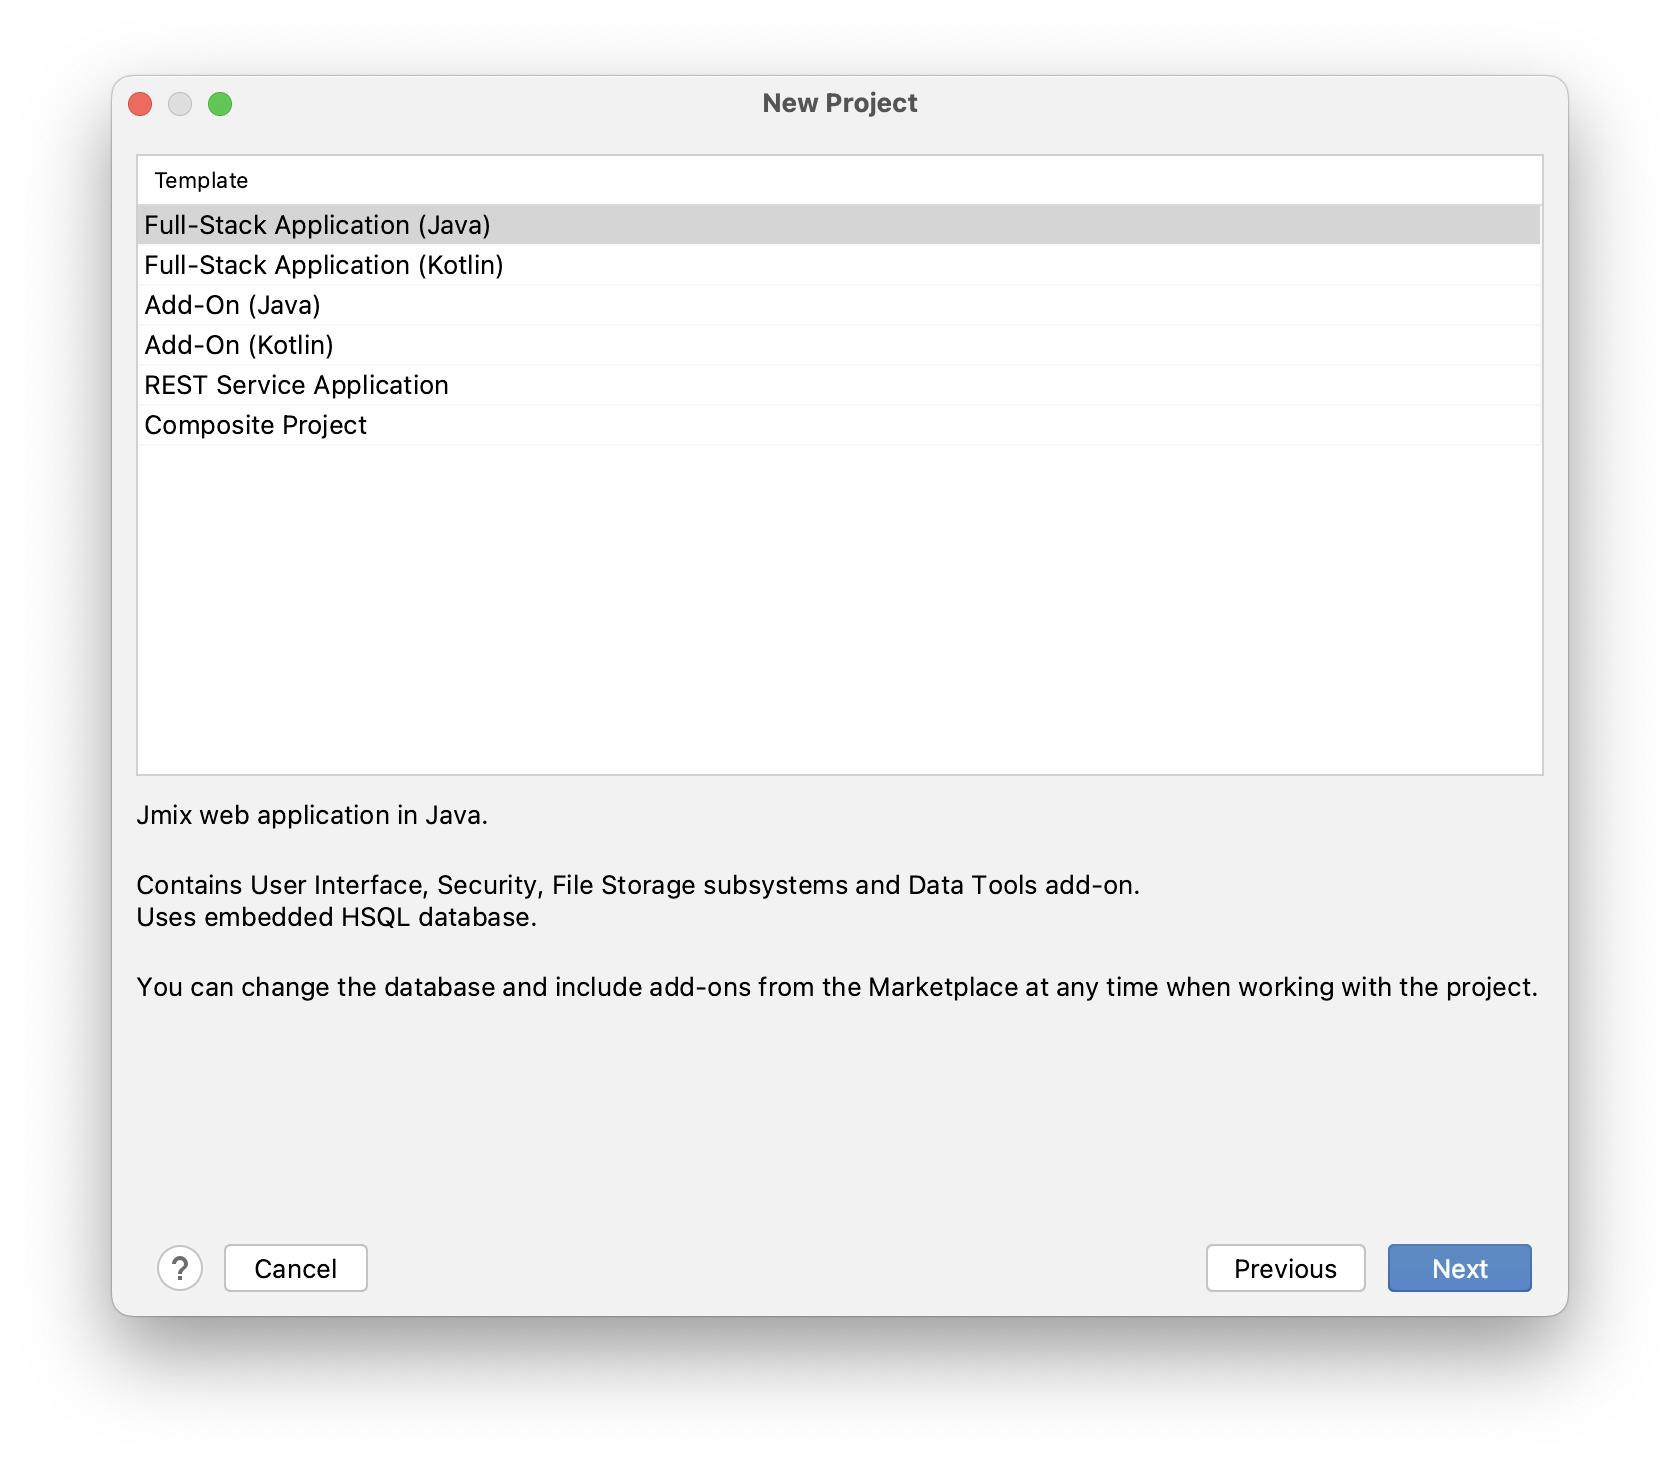 New Project
Template
Full-Stack Application (Java)
Full-Stack Application (Kotlin)
Add-On (Java)
Add-On (Kotlin)
REST Service Application
Composite Project
Jmix web application in Java.
Contains User Interface, Security, File Storage subsystems and Data Tools add-on.
Uses embedded HSQL database.
You can change the database and include add-ons from the Marketplace at any time when working with the project.
? Cancel Previous Next